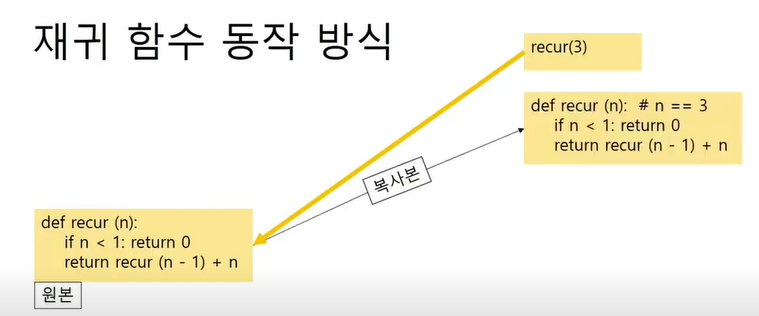 재귀 함수 동작 방식
recur(3)
def recur (n):  # n == 3
if n < 1: return 0
return recur (n - 1) + n
복사본
def recur (n):
if n < 1: return 0
return recur (n - 1) + n
원본